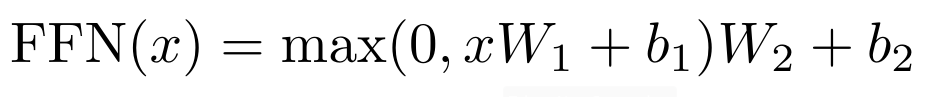 FFN(x) = max(0, xW₁ + b₁)W₂ + b₂